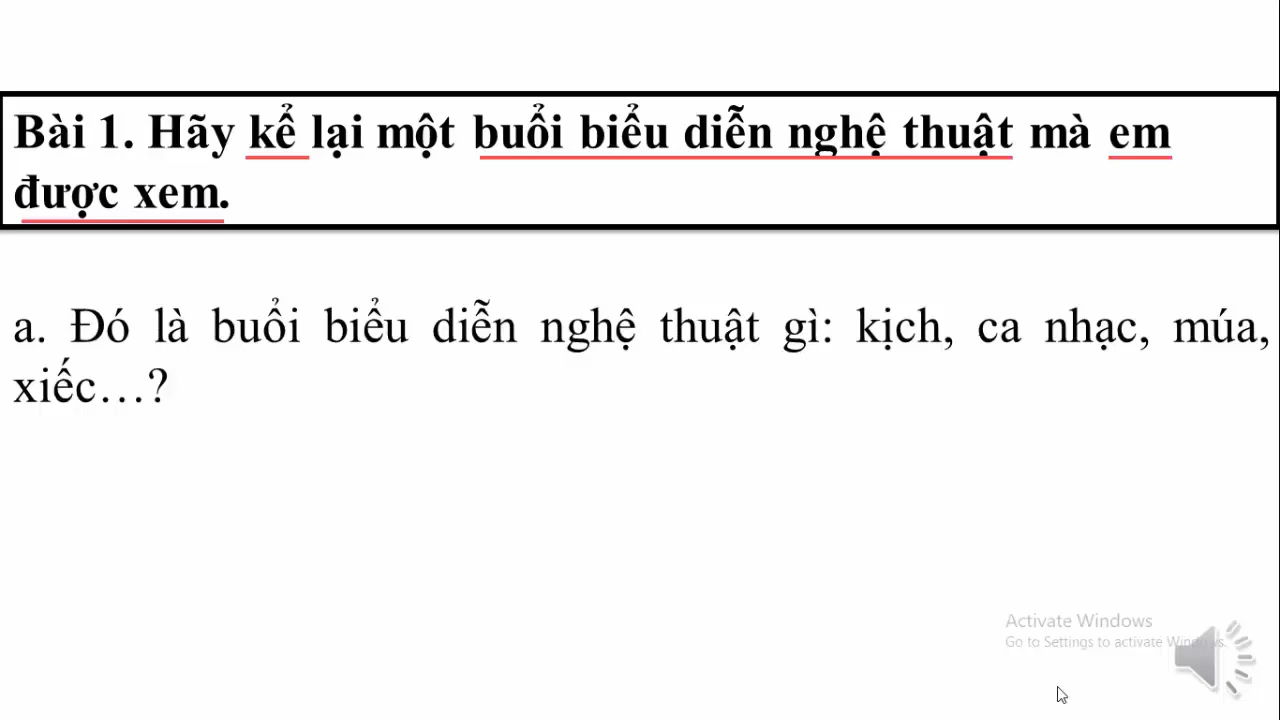 Bài 1. Hãy kể lại một buổi biểu diễn nghệ thuật mà em
được xem.
a. Đó là buổi biểu diễn nghệ thuật gì: kịch, ca nhạc, múa,
xiếc…?
Activate Windows
Go to Settings to activate Windows.